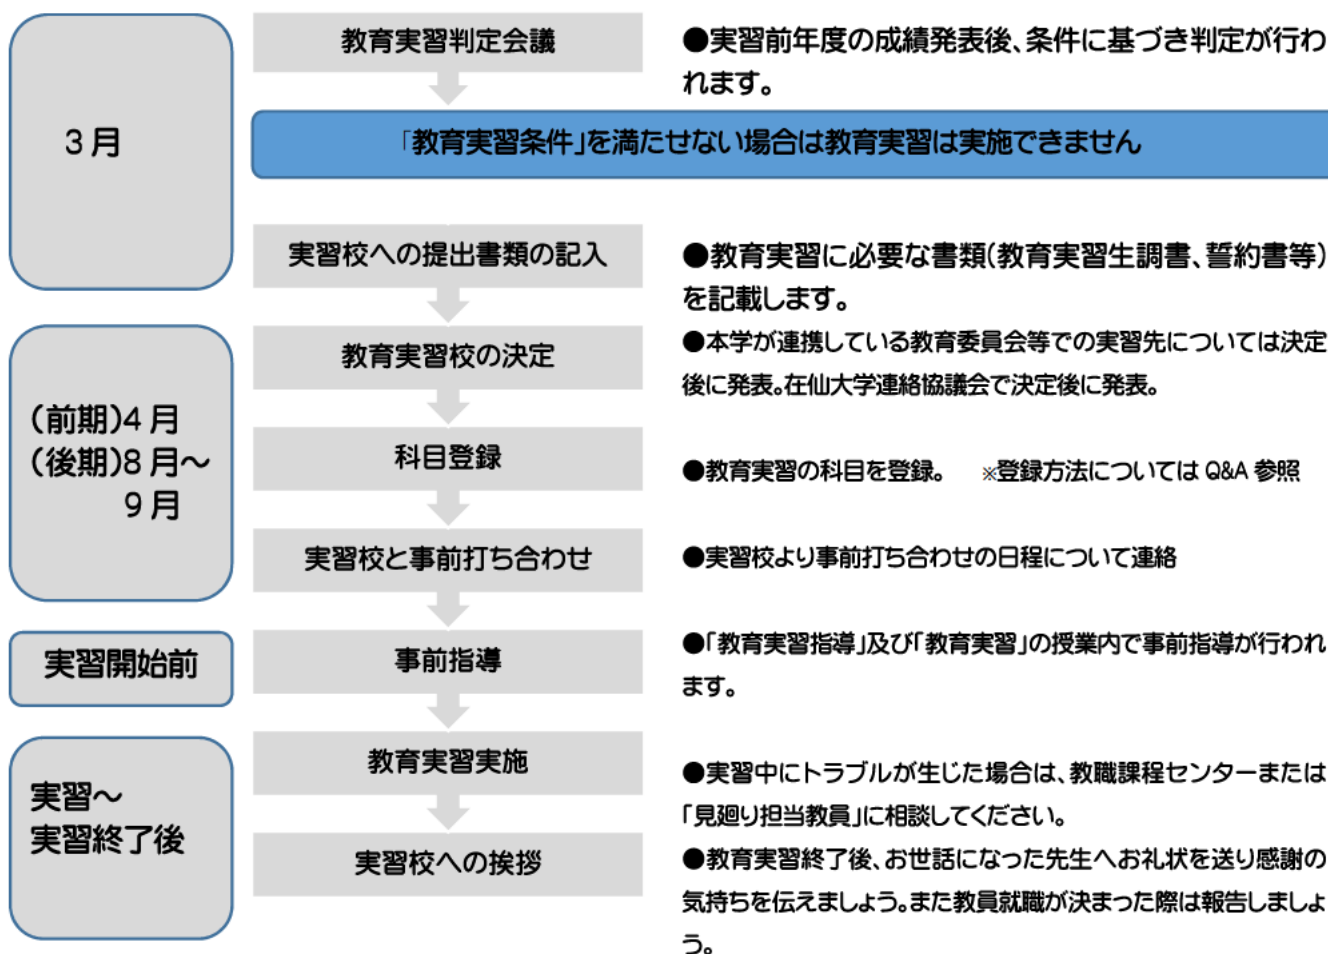 3月
教育実習判定会議
●実習前年度の成績発表後、条件に基づき判定が行わ
れます。
「教育実習条件」を満たせない場合は教育実習は実施できません
実習校への提出書類の記入
●教育実習に必要な書類(教育実習生調書、誓約書等)
を記載します。
(前期)4月
(後期)8月～
9月
教育実習校の決定
●本学が連携している教育委員会等での実習先については決定
後に発表。在仙大学連絡協議会で決定後に発表。
科目登録
●教育実習の科目を登録。 ※登録方法については Q&A 参照
実習校と事前打ち合わせ
●実習校より事前打ち合わせの日程について連絡
実習開始前
事前指導
●「教育実習指導」及び「教育実習」の授業内で事前指導が行われ
ます。
実習～
実習終了後
教育実習実施
●実習中にトラブルが生じた場合は、教職課程センターまたは
「見廻り担当教員」に相談してください。
実習校への挨拶
●教育実習終了後、お世話になった先生へお礼状を送り感謝の
気持ちを伝えましょう。また教員就職が決まった際は報告しましょ
う。